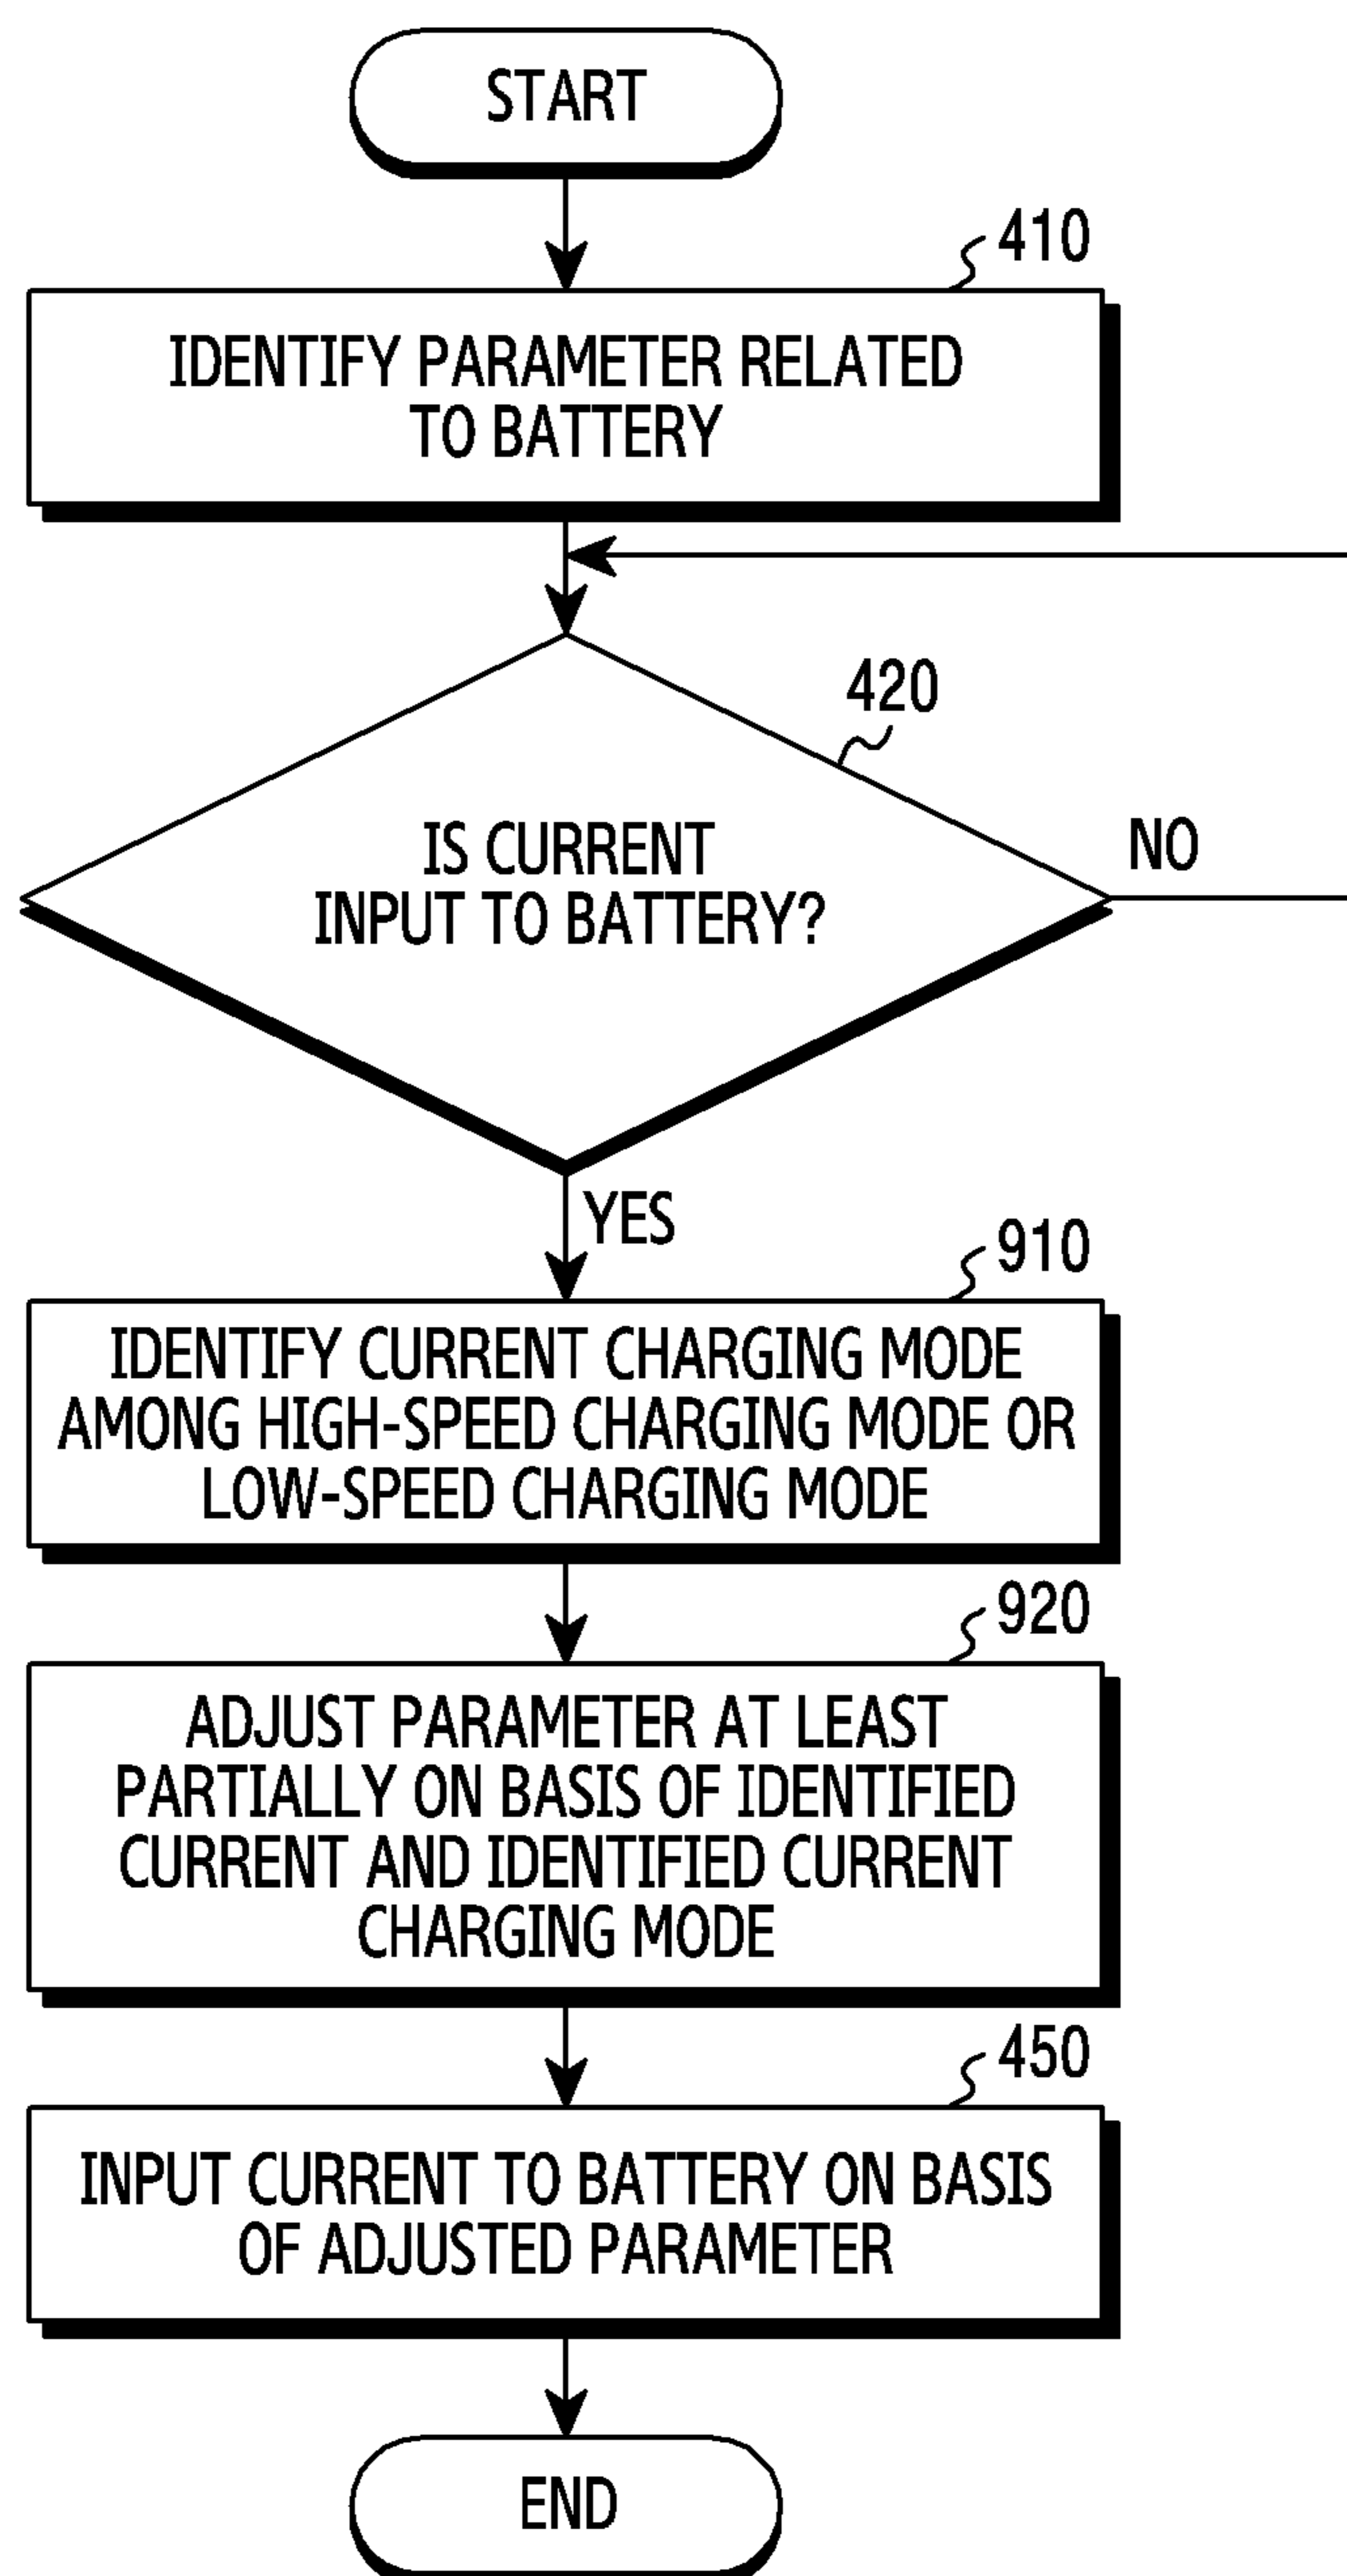 START
410
IDENTIFY PARAMETER RELATED
TO BATTERY
420
IS CURRENT
INPUT TO BATTERY?
NO
YES
910
IDENTIFY CURRENT CHARGING MODE
AMONG HIGH-SPEED CHARGING MODE OR
LOW-SPEED CHARGING MODE
920
ADJUST PARAMETER AT LEAST
PARTIALLY ON BASIS OF IDENTIFIED
CURRENT AND IDENTIFIED CURRENT
CHARGING MODE
450
INPUT CURRENT TO BATTERY ON BASIS
OF ADJUSTED PARAMETER
END